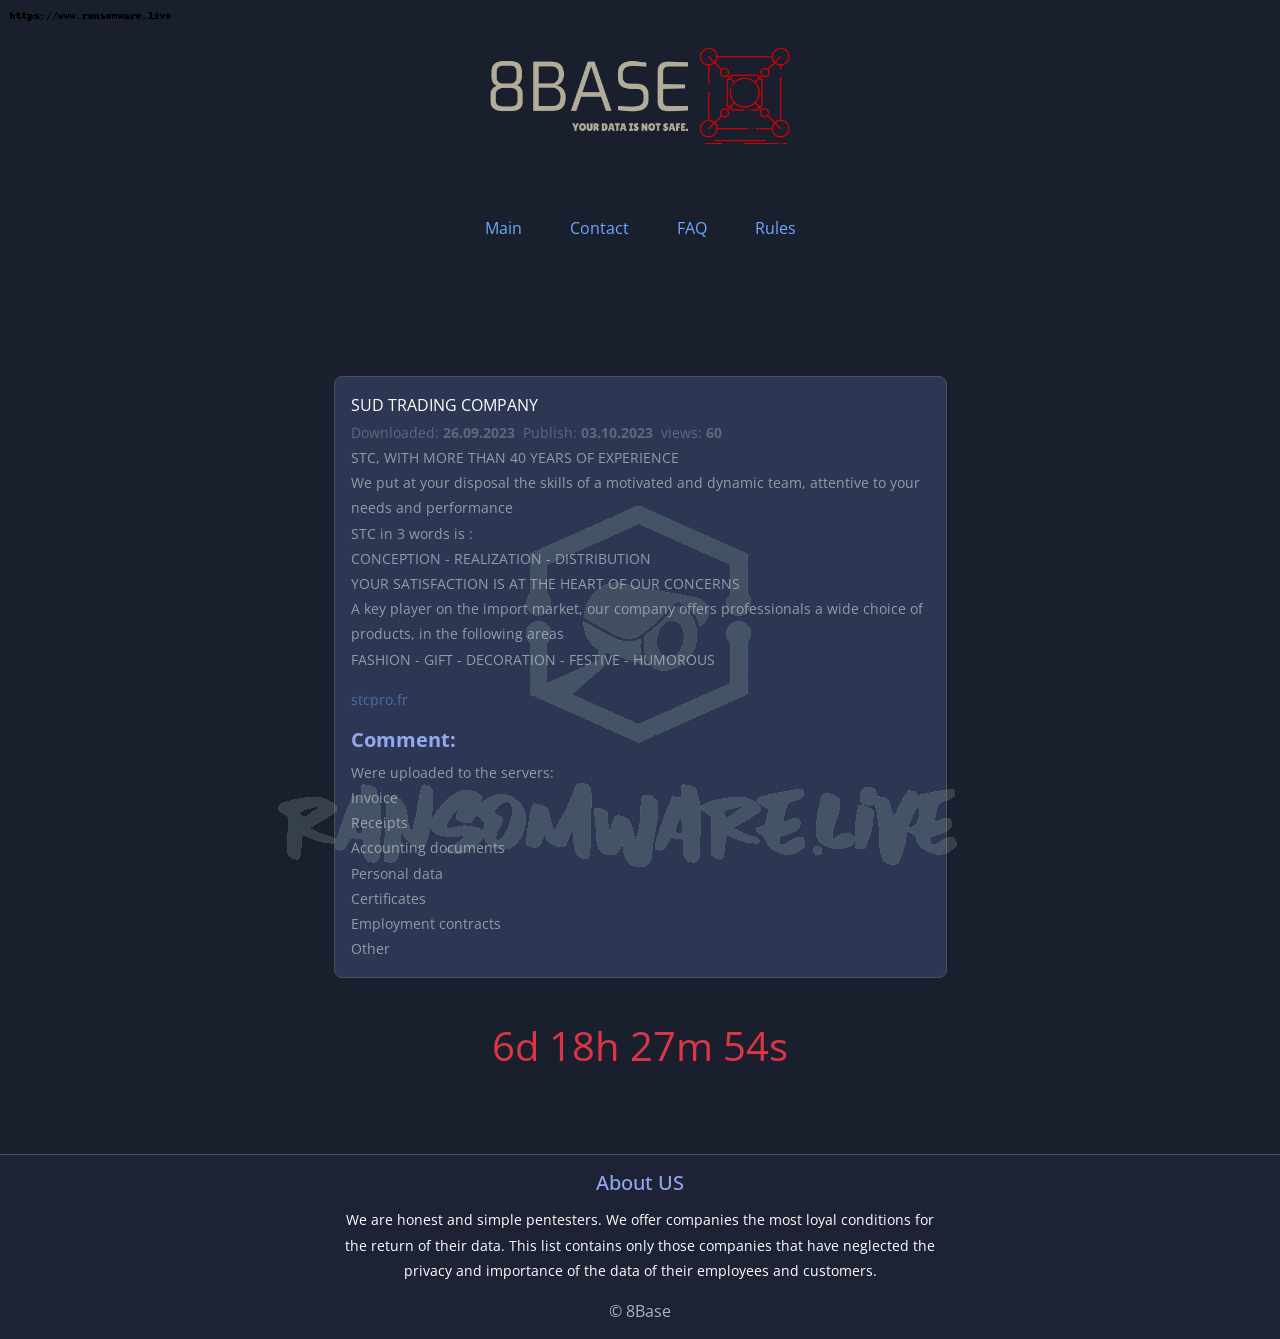 https://www.ransomware.live
8BASE
YOUR DATA IS NOT SAFE.
Main Contact FAQ Rules
SUD TRADING COMPANY
Downloaded: 26.09.2023 Publish: 03.10.2023 views: 60
STC, WITH MORE THAN 40 YEARS OF EXPERIENCE
We put at your disposal the skills of a motivated and dynamic team, attentive to your
needs and performance
STC in 3 words is :
CONCEPTION - REALIZATION - DISTRIBUTION
YOUR SATISFACTION IS AT THE HEART OF OUR CONCERNS
A key player on the import market, our company offers professionals a wide choice of
products, in the following areas
FASHION - GIFT - DECORATION - FESTIVE - HUMOROUS
stcpro.fr
Comment:
Were uploaded to the servers:
Invoice
Receipts
RANSOMWARE.LIVE
Accounting documents
Personal data
Certificates
Employment contracts
Other
6d 18h 27m 54s
About US
We are honest and simple pentesters. We offer companies the most loyal conditions for
the return of their data. This list contains only those companies that have neglected the
privacy and importance of the data of their employees and customers.
© 8Base